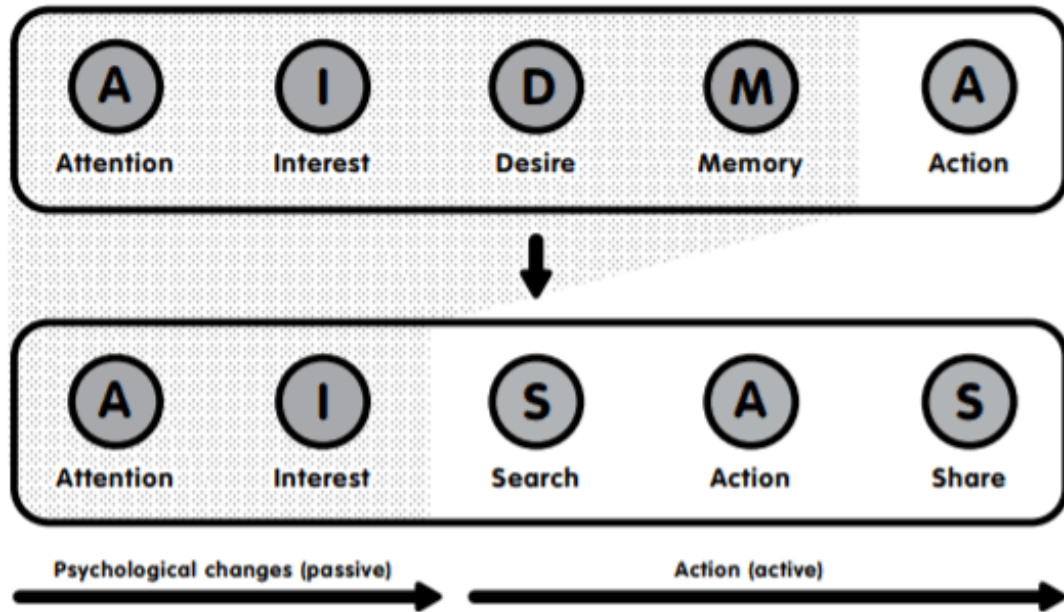 A I D M A
Attention Interest Desire Memory Action
A I S A S
Attention Interest Search Action Share
Psychological changes (passive) Action (active)